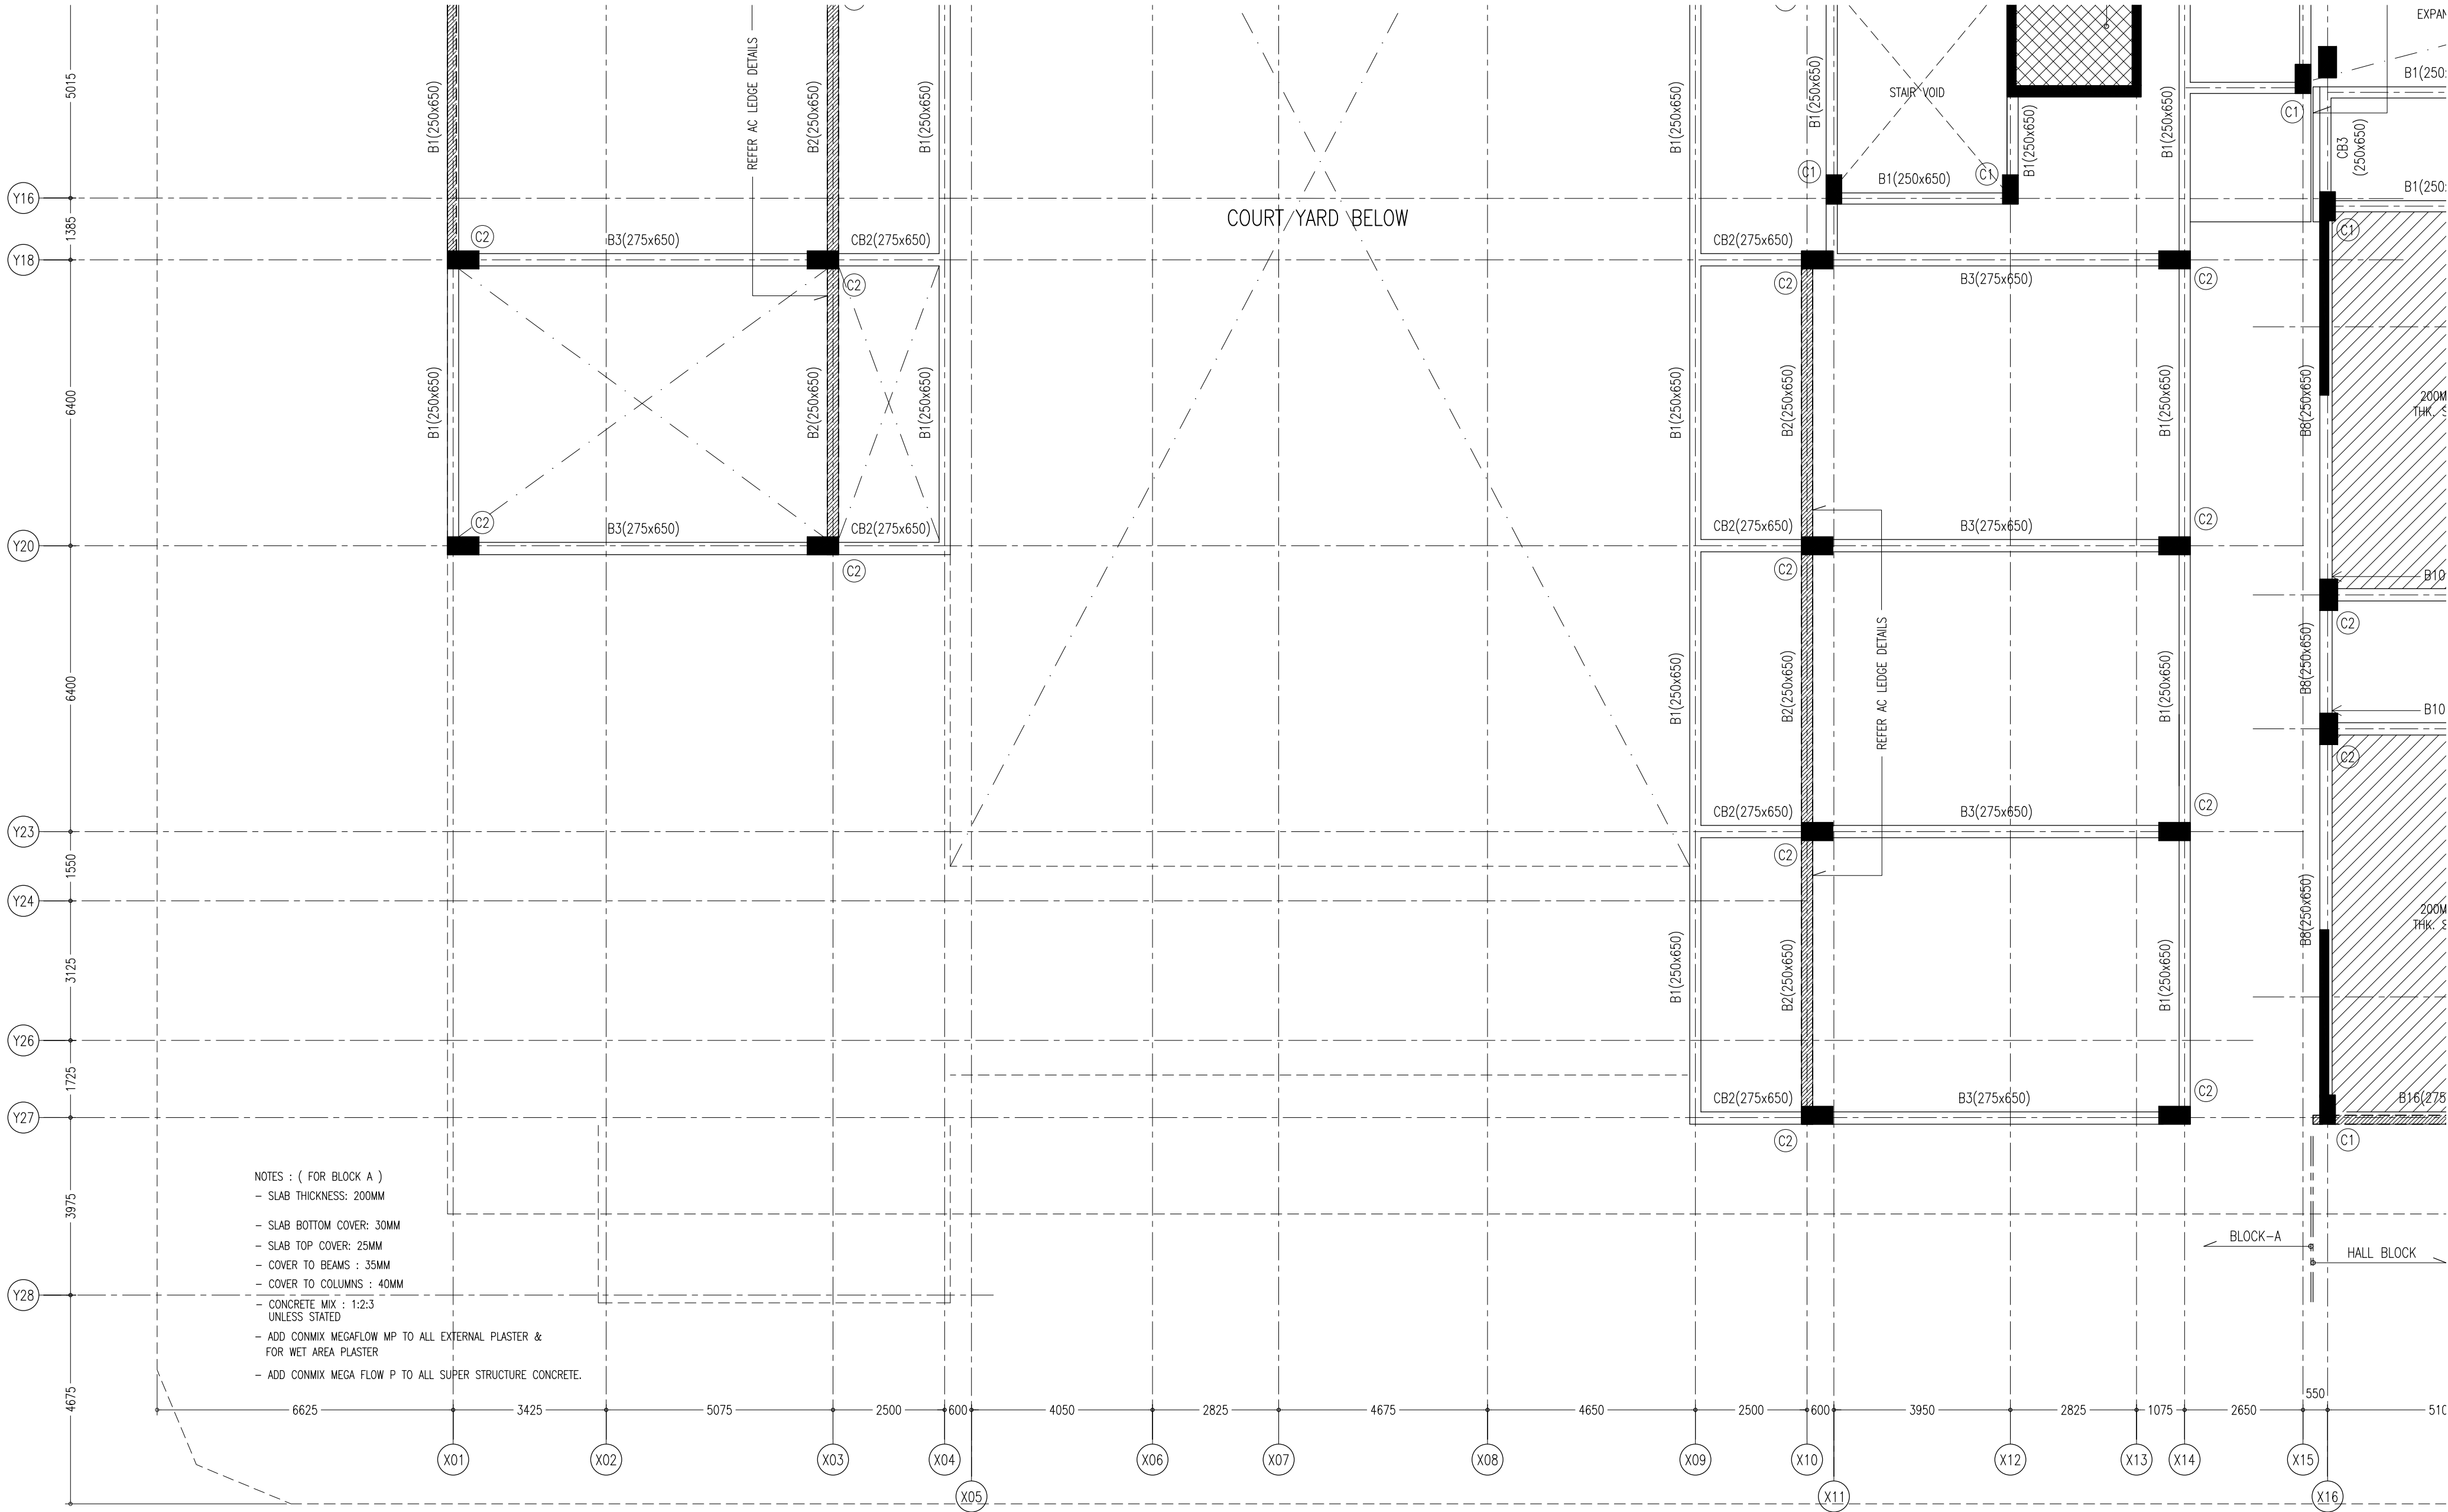 EXPAN
5015
B1(250x650)
REFER AC LEDGE DETAILS
B2(250x650)
B1(250x650)
B1(250x650)
B1(250x650)
STAIR VOID
B1(250x650)
B1(250x650)
C1
B1(250
CB3
(250x650)
Y16
C1
B1(250x650)
C1
B1(250
1385
COURT YARD BELOW
C2
B3(275x650)
CB2(275x650)
CB2(275x650)
C1
Y18
C2
C2
B3(275x650)
C2
6400
B1(250x650)
B2(250x650)
B1(250x650)
B1(250x650)
B2(250x650)
B1(250x650)
B8(250x650)
200M
THK. S
C2
B3(275x650)
CB2(275x650)
CB2(275x650)
B3(275x650)
C2
Y20
C2
C2
B10
C2
6400
B1(250x650)
B2(250x650)
REFER AC LEDGE DETAILS
B1(250x650)
B8(250x650)
B10
C2
CB2(275x650)
B3(275x650)
C2
Y23
C2
1550
Y24
B8(250x650)
200M
THK. S
3125
B1(250x650)
B2(250x650)
B1(250x650)
Y26
1725
CB2(275x650)
B3(275x650)
C2
B16(275
Y27
C2
C1
NOTES : ( FOR BLOCK A )
- SLAB THICKNESS: 200MM
- SLAB BOTTOM COVER: 30MM
- SLAB TOP COVER: 25MM
- COVER TO BEAMS : 35MM
- COVER TO COLUMNS : 40MM
- CONCRETE MIX : 1:2:3
UNLESS STATED
- ADD CONMIX MEGAFLOW MP TO ALL EXTERNAL PLASTER &
FOR WET AREA PLASTER
- ADD CONMIX MEGA FLOW P TO ALL SUPER STRUCTURE CONCRETE.
3975
BLOCK-A
HALL BLOCK
Y28
4675
550
6625
3425
5075
2500
600
4050
2825
4675
4650
2500
600
3950
2825
1075
2650
510
X01
X02
X03
X04
X06
X07
X08
X09
X10
X12
X13
X14
X15
X05
X11
X16